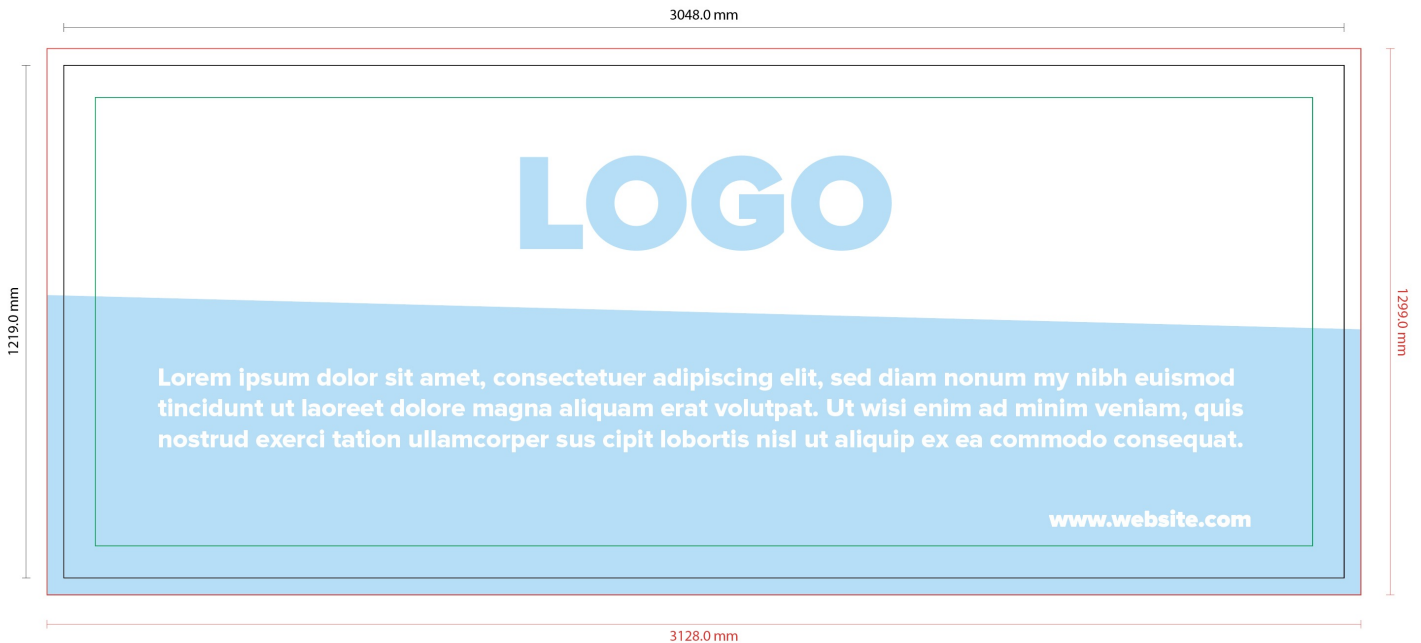 3048.0 mm
1219.0 mm
LOGO
1299.0 mm
Lorem ipsum dolor sit amet, consectetuer adipiscing elit, sed diam nonum my nibh euismod
tincidunt ut laoreet dolore magna aliquam erat volutpat. Ut wisi enim ad minim veniam, quis
nostrud exerci tation ullamcorper sus cipit lobortis nisl ut aliquip ex ea commodo consequat.
www.website.com
3128.0 mm